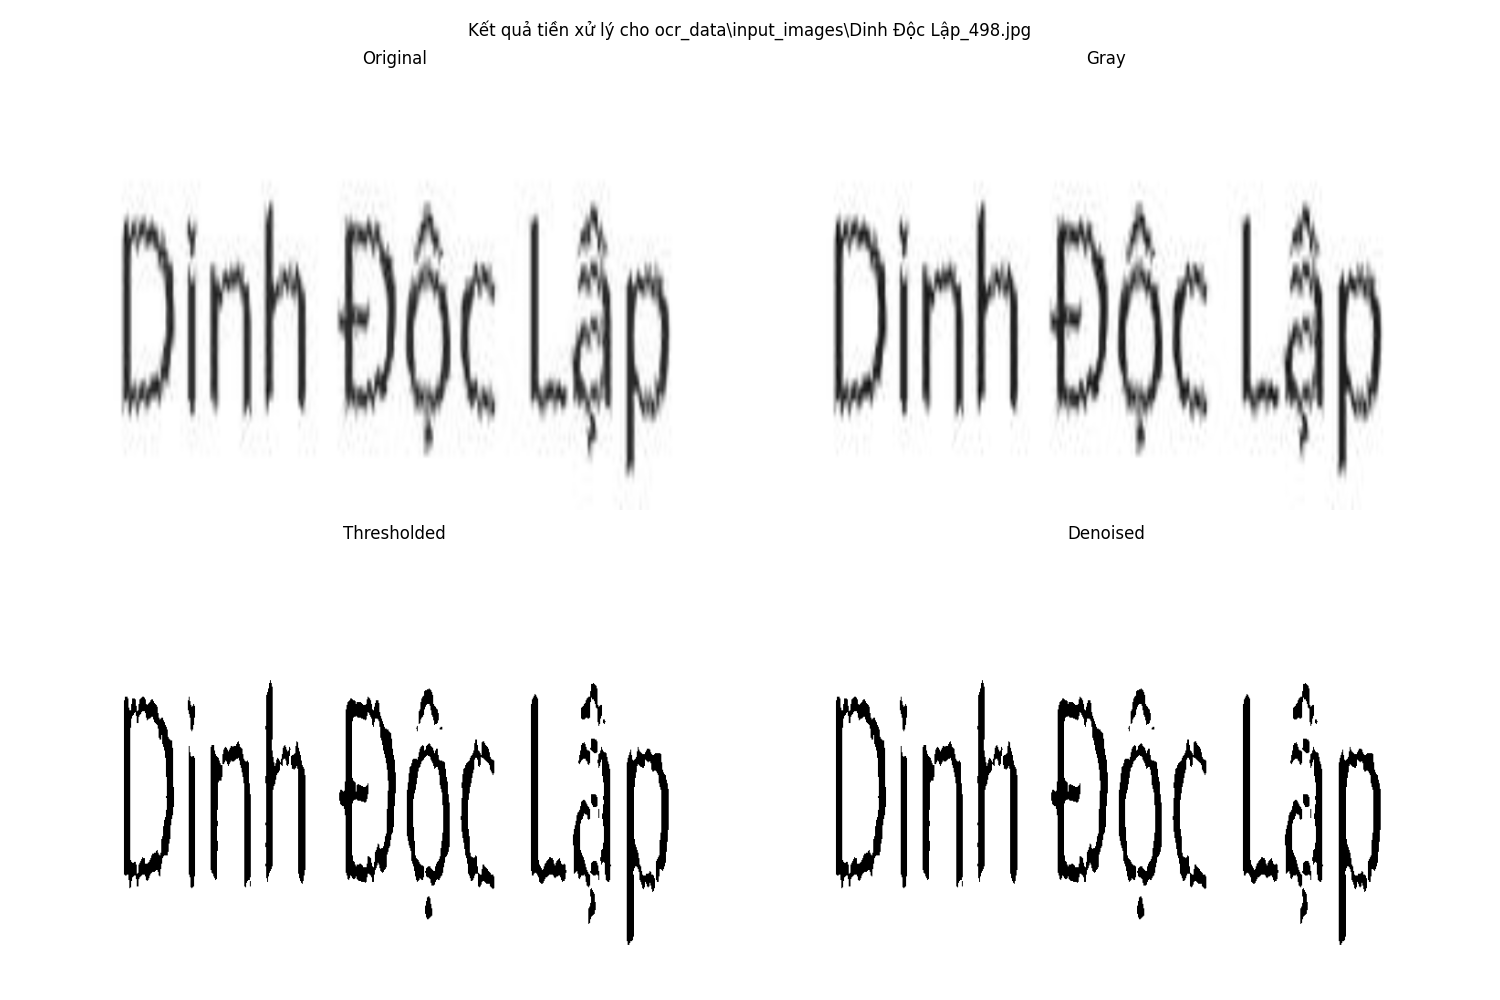 Kết quả tiền xử lý cho ocr_data\input_images\Dinh Độc Lập_498.jpg
Original
Gray
Dinh Độc Lập
Dinh Độc Lập
Thresholded
Denoised
Dinh Độc Lập
Dinh Độc Lập